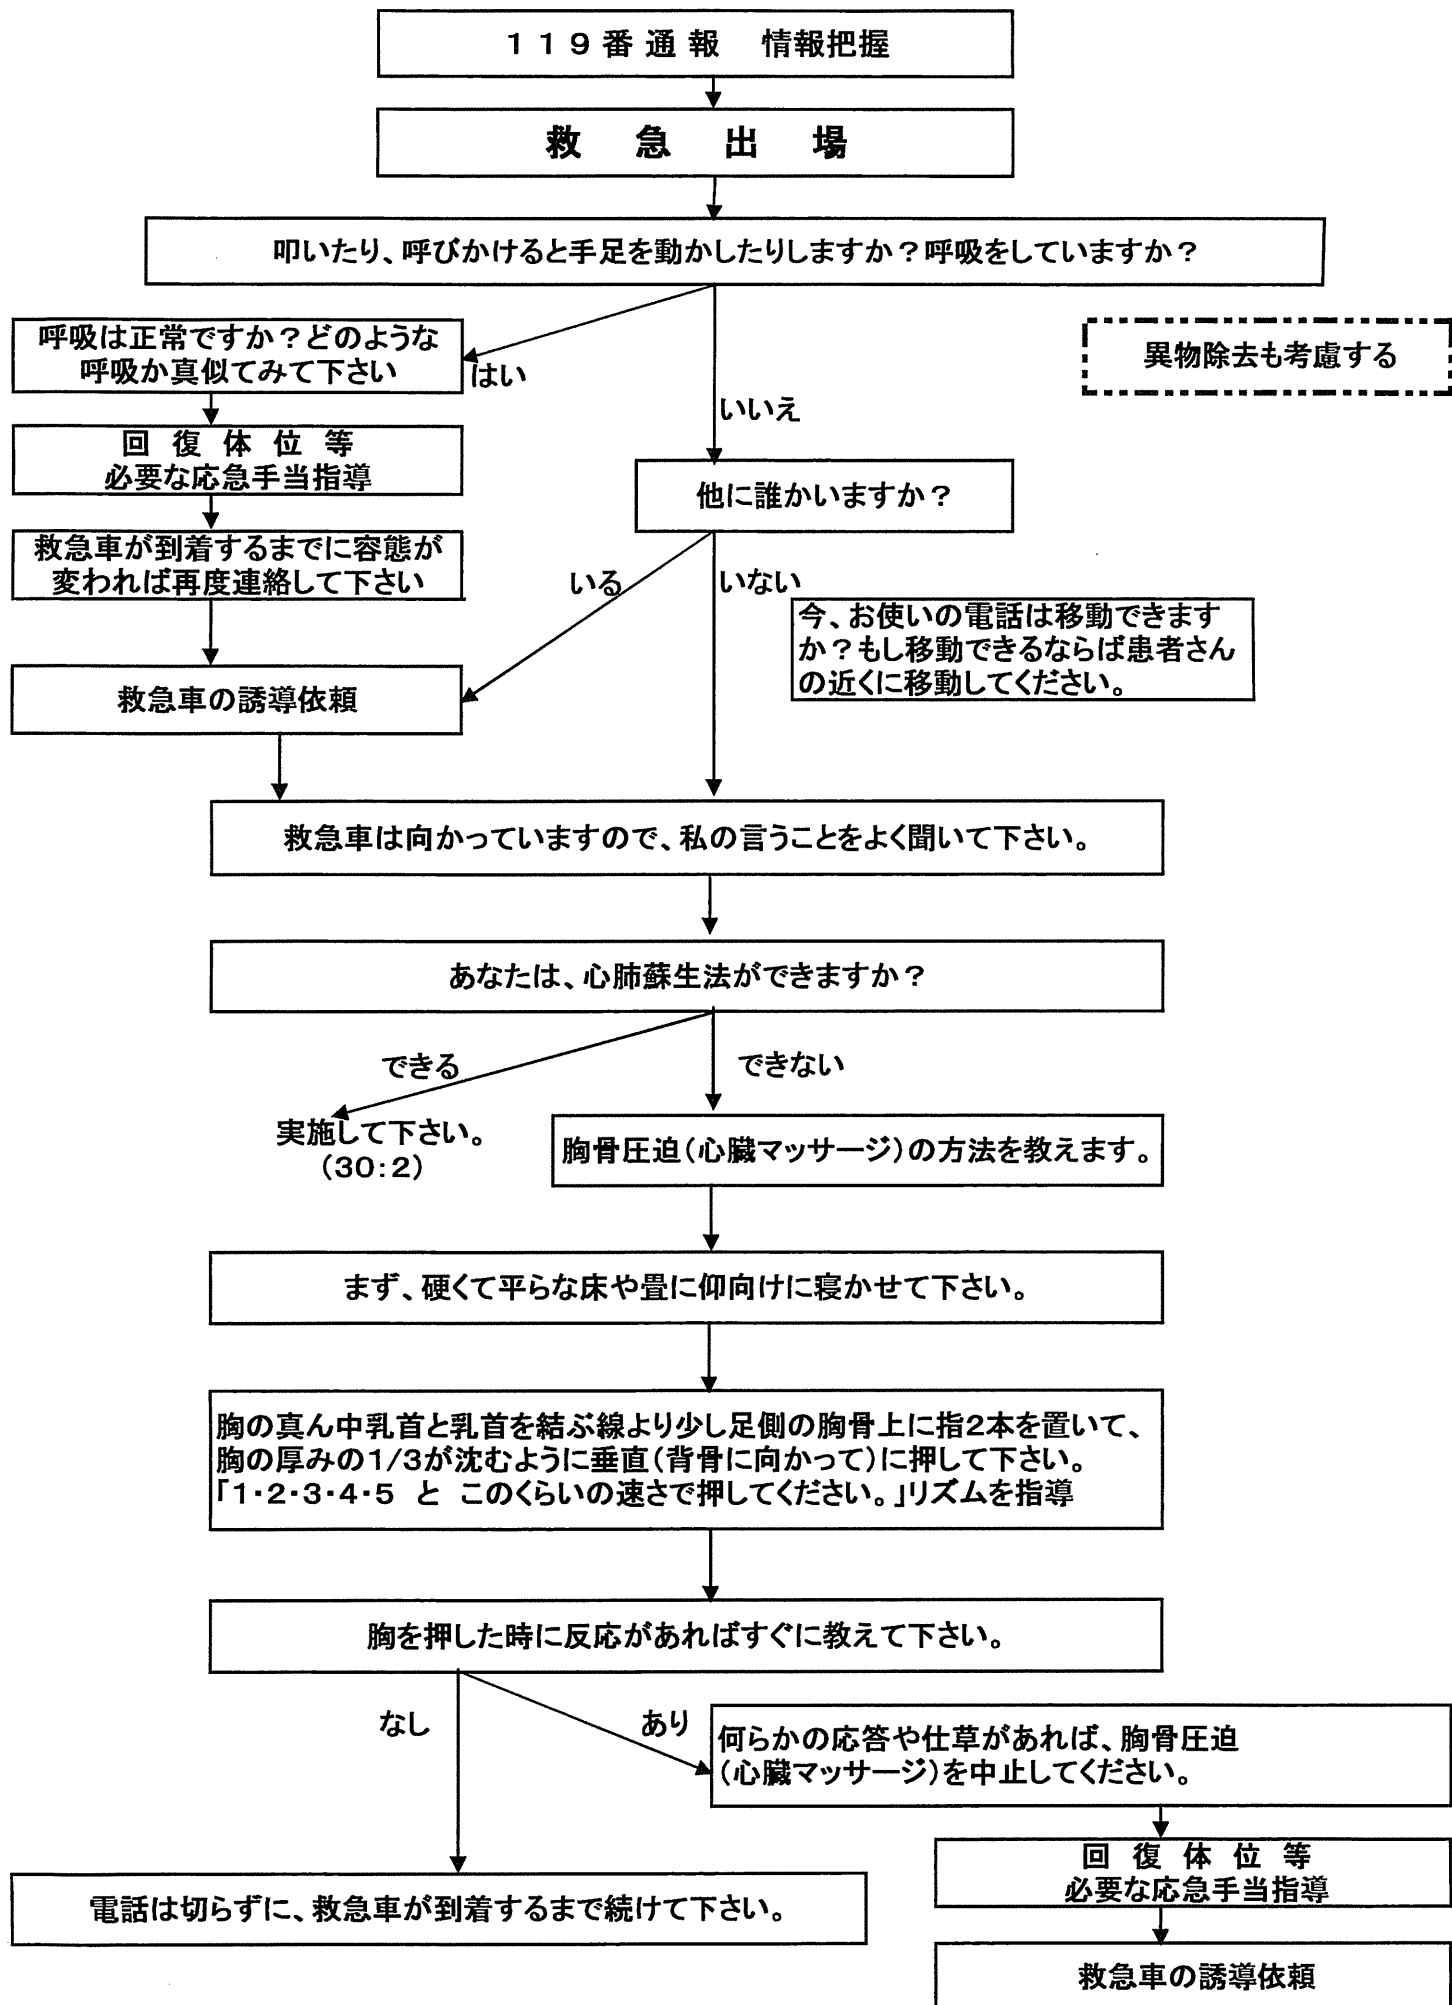 119番通報　情報把握
救　急　出　場
叩いたり、呼びかけると手足を動かしたりしますか？呼吸をしていますか？
呼吸は正常ですか？どのような
呼吸か真似てみて下さい
はい
異物除去も考慮する
いいえ
回　復　体　位　等
必要な応急手当指導
他に誰かいますか？
救急車が到着するまでに容態が
変われば再度連絡して下さい
いる
いない
今、お使いの電話は移動できます
か？もし移動できるならば患者さん
の近くに移動してください。
救急車の誘導依頼
救急車は向かっていますので、私の言うことをよく聞いて下さい。
あなたは、心肺蘇生法ができますか？
できる
できない
実施して下さい。
（30：2）
胸骨圧迫（心臓マッサージ）の方法を教えます。
まず、硬くて平らな床や畳に仰向けに寝かせて下さい。
胸の真ん中乳首と乳首を結ぶ線より少し足側の胸骨上に指2本を置いて、
胸の厚みの1/3が沈むように垂直（背骨に向かって）に押して下さい。
「1・2・3・4・5　と　このくらいの速さで押してください。」リズムを指導
胸を押した時に反応があればすぐに教えて下さい。
なし
あり
何らかの応答や仕草があれば、胸骨圧迫
（心臓マッサージ）を中止してください。
回　復　体　位　等
必要な応急手当指導
電話は切らずに、救急車が到着するまで続けて下さい。
救急車の誘導依頼